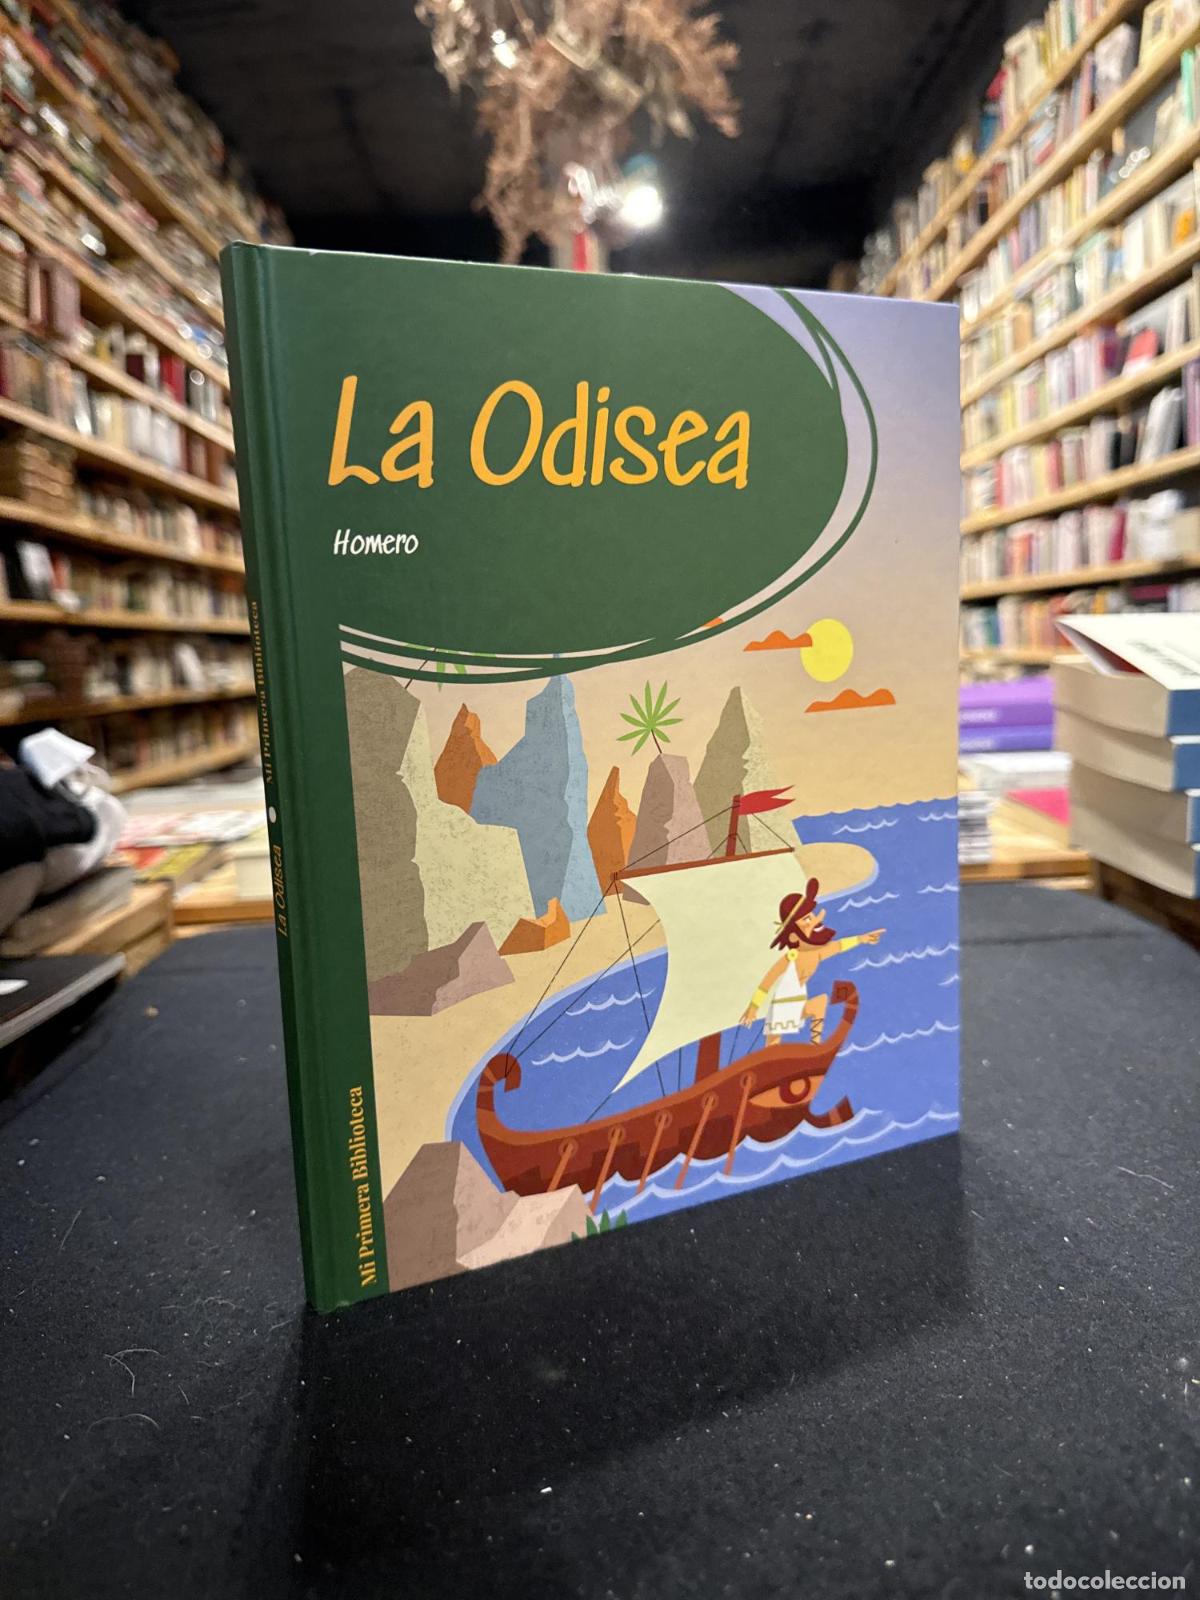 La Odisea
Homero
Mi Primera Biblioteca
La Odisea • Mi Primera Biblioteca
todocoleccion